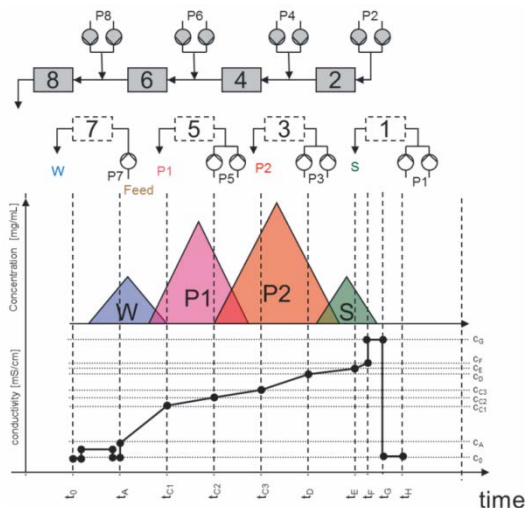 P8 P6 P4 P2
8 6 4 2
7 5 3 1
W P7 P1 P5 P2 P3 S P1
Feed
Concentration [mg/mL]
W P1 P2 S
conductivity [mS/cm]
cG
cF
cE
cD
cC3
cC2
cC1
cA
c0
t0 tA tC1 tC2 tC3 tD tE tF tG tH
time